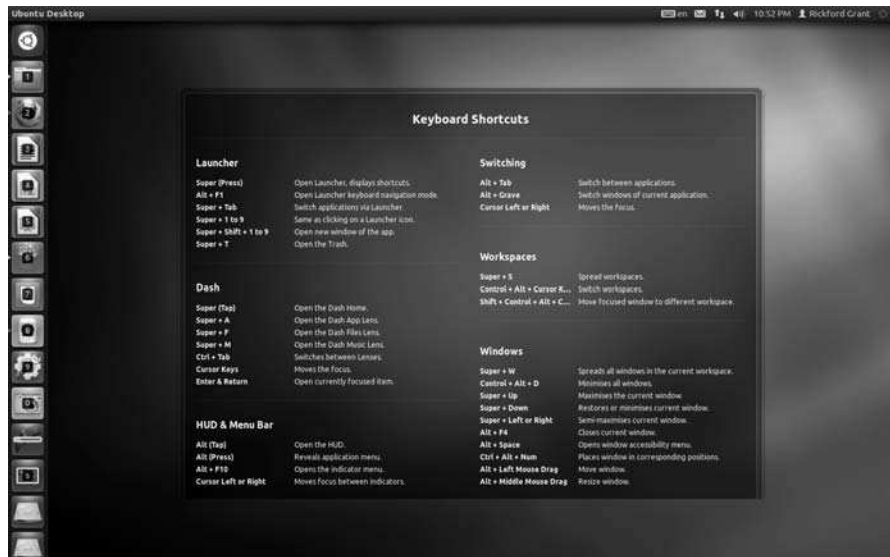 Ubuntu Desktop
en 10:52 PM Rickford Grant
Keyboard Shortcuts
Launcher
Super (Press) Open Launcher, displays shortcuts.
Alt + F1 Open Launcher keyboard navigation mode.
Super + Tab Switch applications via Launcher.
Super + 1 to 9 Same as clicking on a Launcher icon.
Super + Shift + 1 to 9 Open new window of the app.
Super + T Open the Trash.
Dash
Super (Tap) Open the Dash Home.
Super + A Open the Dash App Lens.
Super + F Open the Dash Files Lens.
Super + M Open the Dash Music Lens.
Ctrl + Tab Switches between Lenses.
Cursor Keys Moves the focus.
Enter & Return Open currently focused item.
HUD & Menu Bar
Alt (Tap) Open the HUD.
Alt (Press) Reveals application menu.
Alt + F10 Opens the indicator menu.
Cursor Left or Right Moves focus between indicators.
Switching
Alt + Tab Switch between applications.
Alt + Grave Switch windows of current application.
Cursor Left or Right Moves the focus.
Workspaces
Super + S Spread workspaces.
Control + Alt + Cursor K... Switch workspaces.
Shift + Control + Alt + C... Move focused window to different workspace.
Windows
Super + W Spreads all windows in the current workspace.
Control + Alt + D Minimises all windows.
Super + Up Maximises the current window.
Super + Down Restores or minimises current window.
Super + Left or Right Semi-maximises current window.
Alt + F4 Closes current window.
Alt + Space Opens window accessibility menu.
Ctrl + Alt + Num Places window in corresponding positions.
Alt + Left Mouse Drag Move window.
Alt + Middle Mouse Drag Resize window.